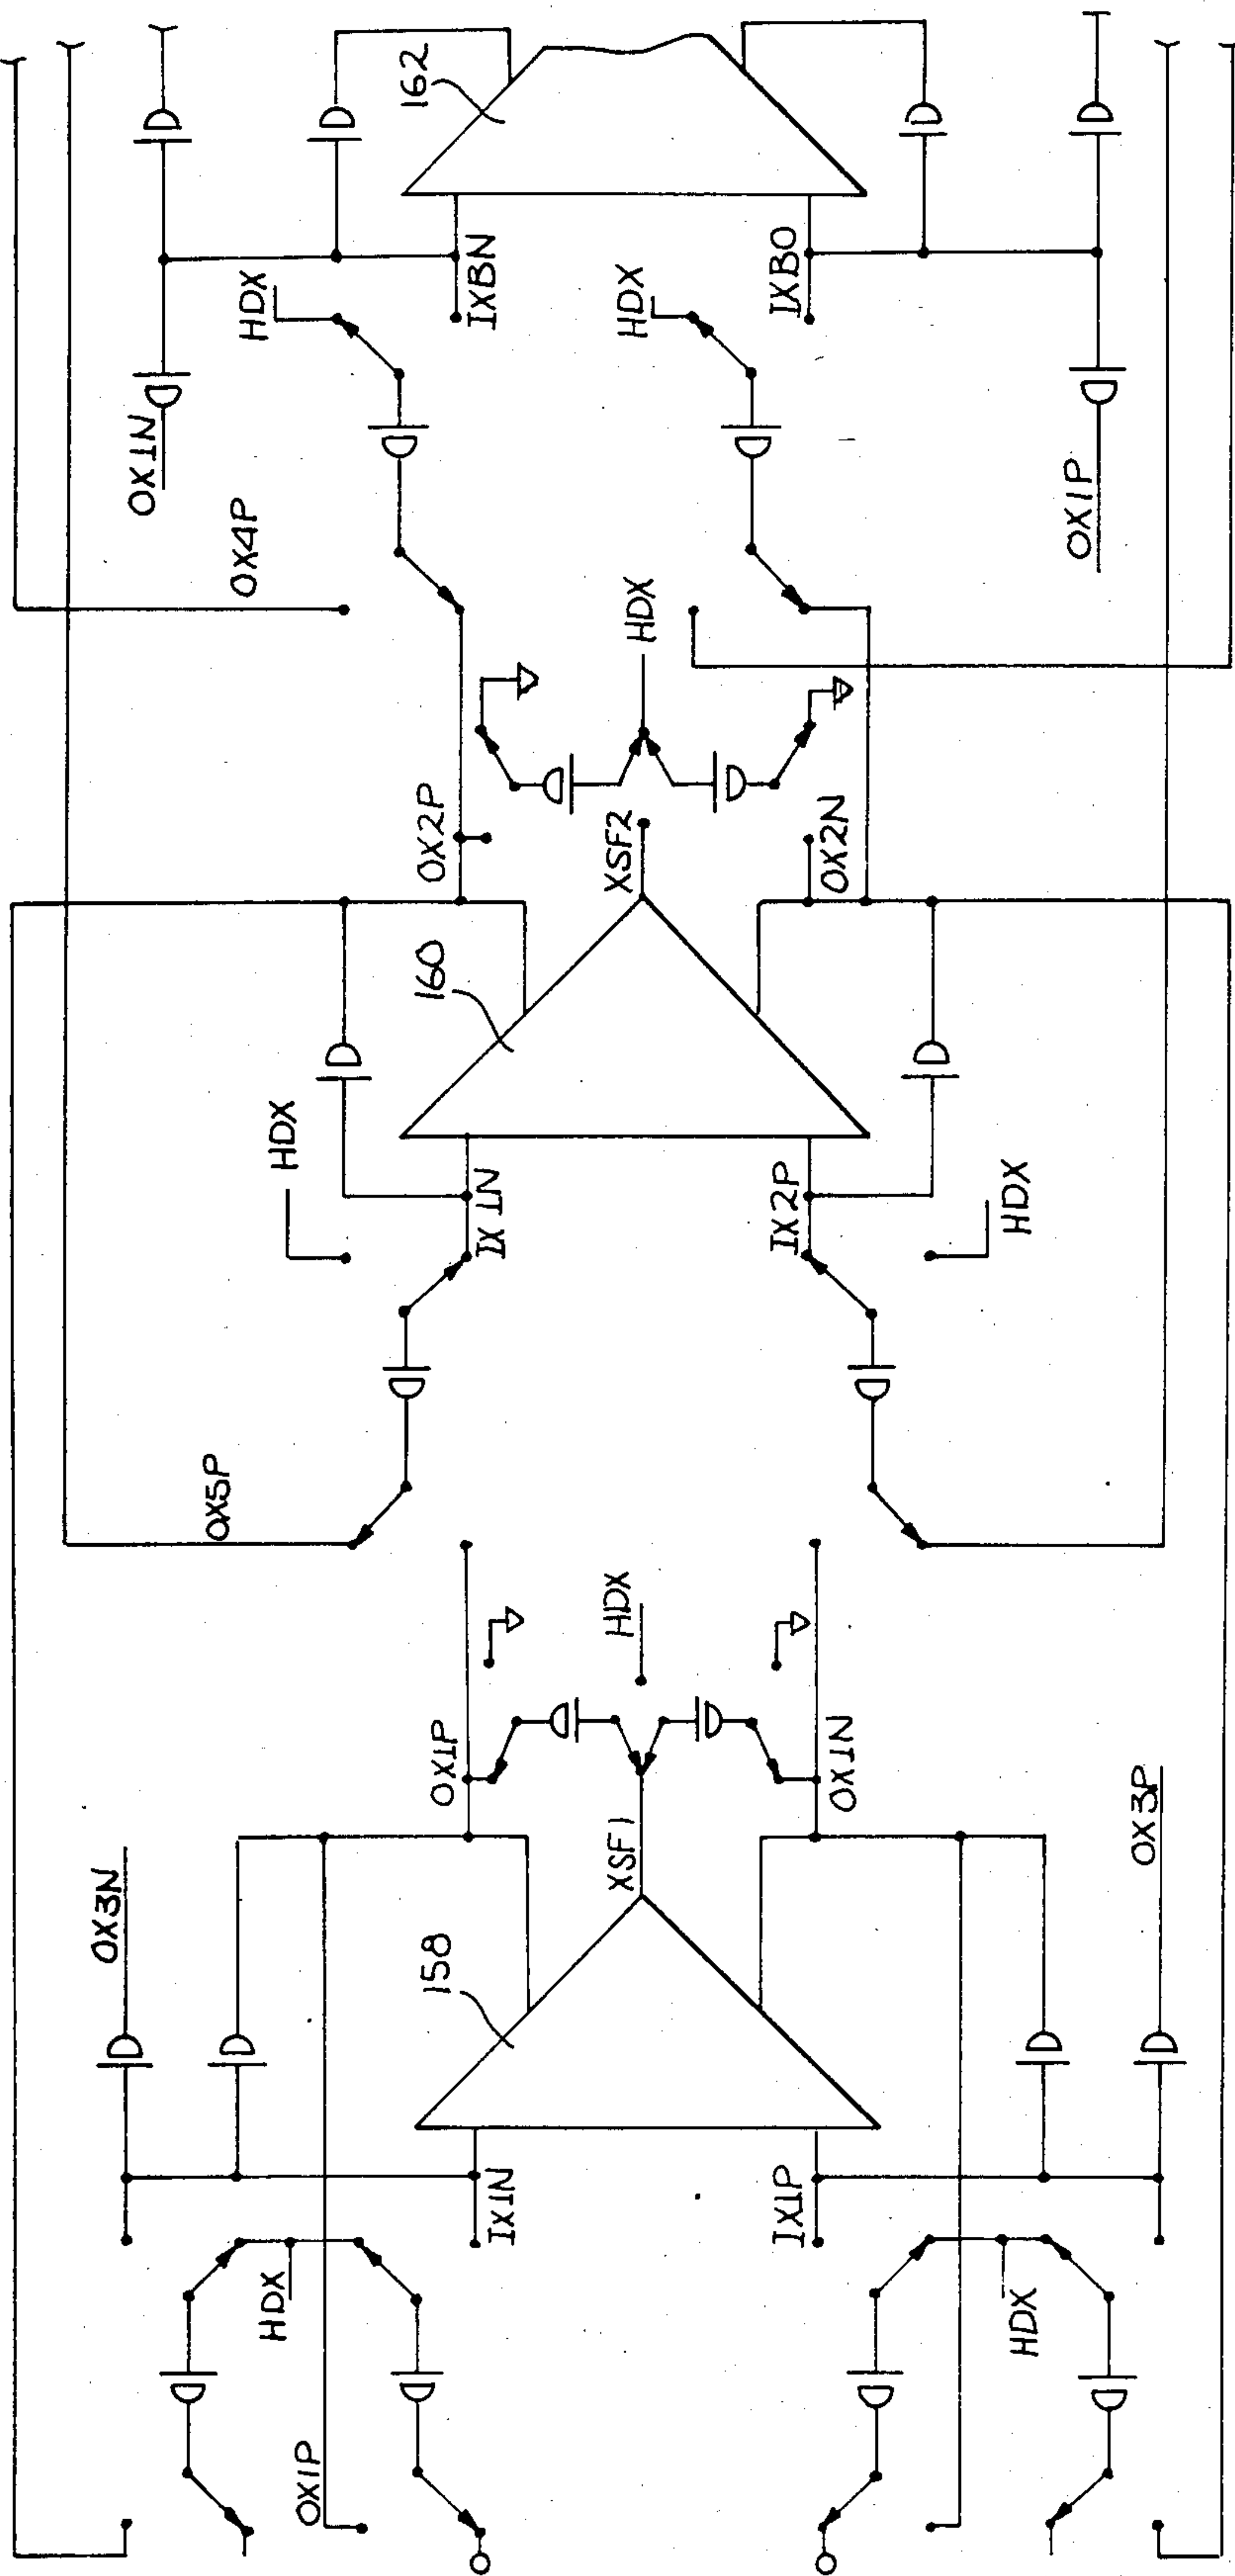 162
HDX
IXBN
OX1N
OX4P
HDX
IXBO
OX1P
HDX
OX2P
XSF2
OX2N
160
HDX
IX1N
IX2P
HDX
OX5P
HDX
OX1P
XSF1
OX1N
OX3N
158
OX3P
IX1N
IX1P
HDX
HDX
OX1P